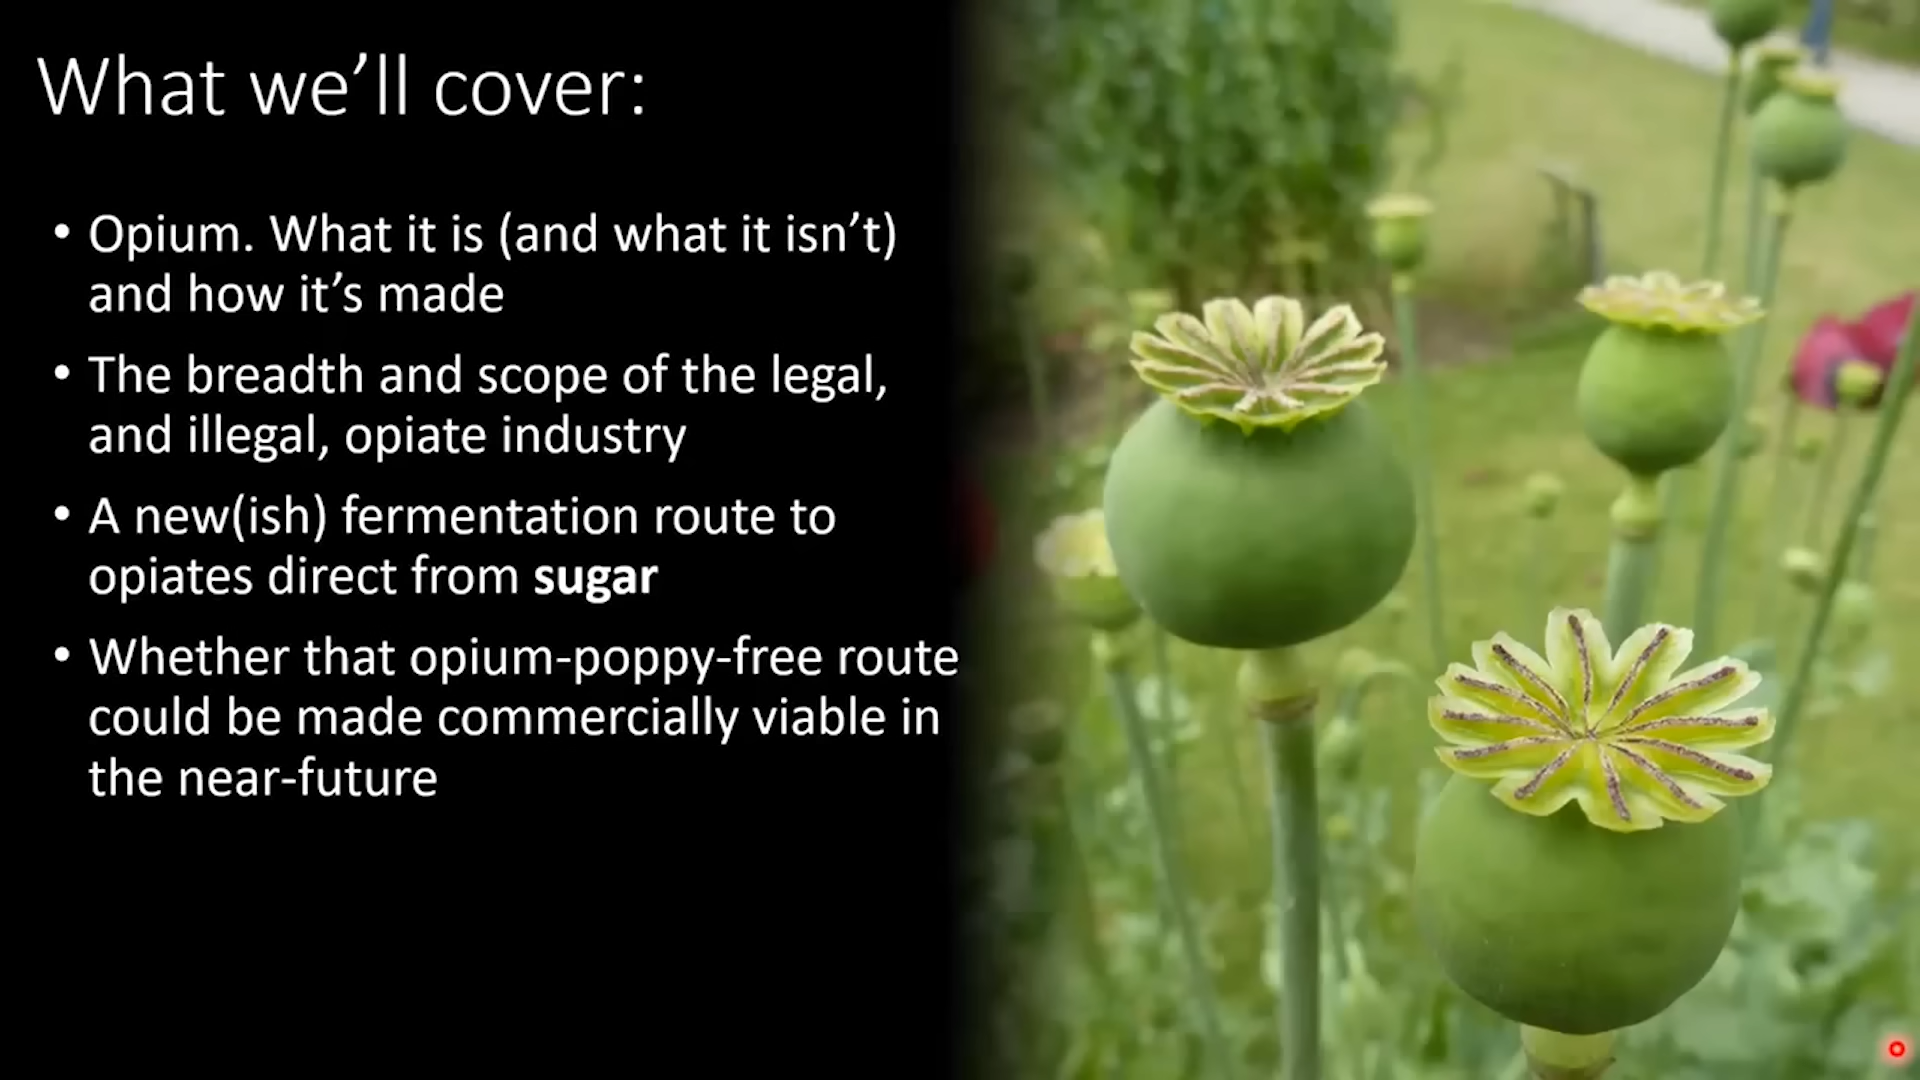 What we’ll cover:
• Opium. What it is (and what it isn’t)
and how it’s made
• The breadth and scope of the legal,
and illegal, opiate industry
• A new(ish) fermentation route to
opiates direct from sugar
• Whether that opium-poppy-free route
could be made commercially viable in
the near-future